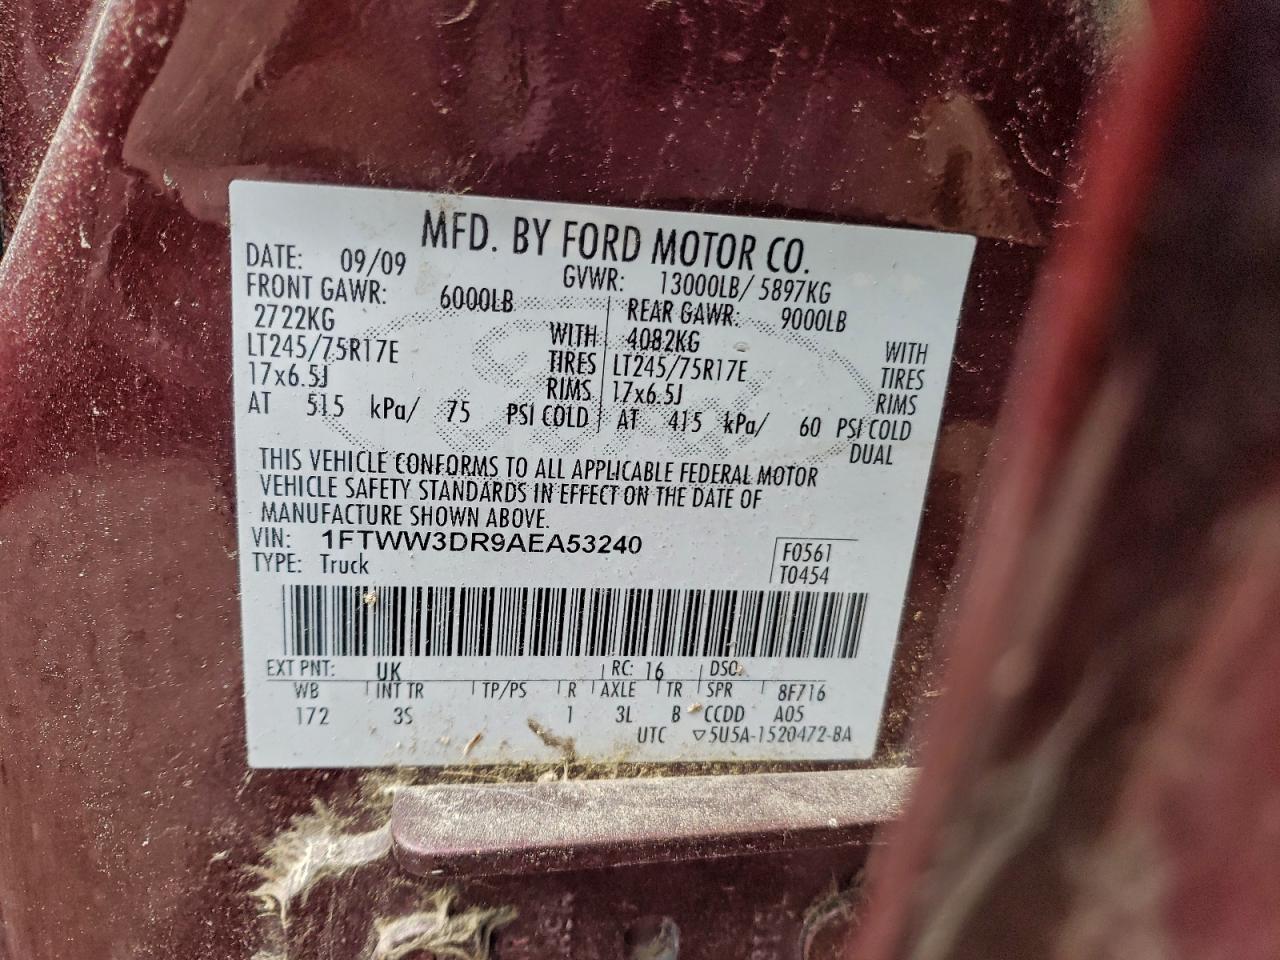 MFD. BY FORD MOTOR CO.
DATE: 09/09 GVWR: 13000LB/ 5897KG
FRONT GAWR: 6000LB REAR GAWR: 9000LB
2722KG WITH 4082KG WITH
LT245/75R17E TIRES LT245/75R17E TIRES
17x6.5J RIMS 17x6.5J RIMS
AT 515 kPa/ 75 PSI COLD AT 415 kPa/ 60 PSI COLD
DUAL
THIS VEHICLE CONFORMS TO ALL APPLICABLE FEDERAL MOTOR
VEHICLE SAFETY STANDARDS IN EFFECT ON THE DATE OF
MANUFACTURE SHOWN ABOVE.
VIN: 1FTWW3DR9AEA53240 F0561
TYPE: Truck T0454
EXT PNT: UK RC: 16 DSO:
WB INT TR TP/PS R AXLE TR SPR 8F716
172 3S 1 3L B CCDD A05
UTC ▽5U5A-1520472-BA